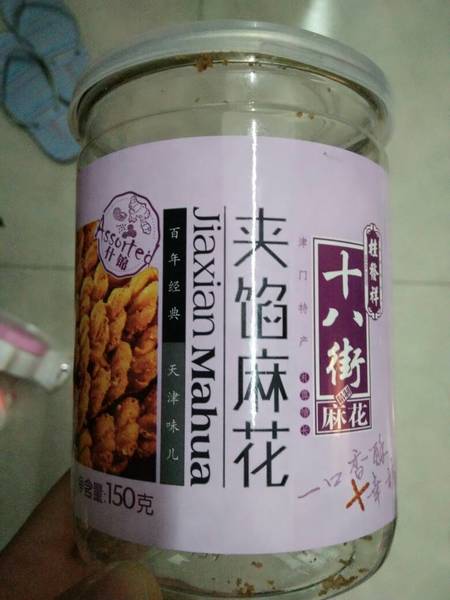 桂發祥
十八街
麻花
津门特产
夹馅麻花
Jiaxian Mahua
百年经典 天津味儿
Assorted
什馅
净含量:150克
一口香酥